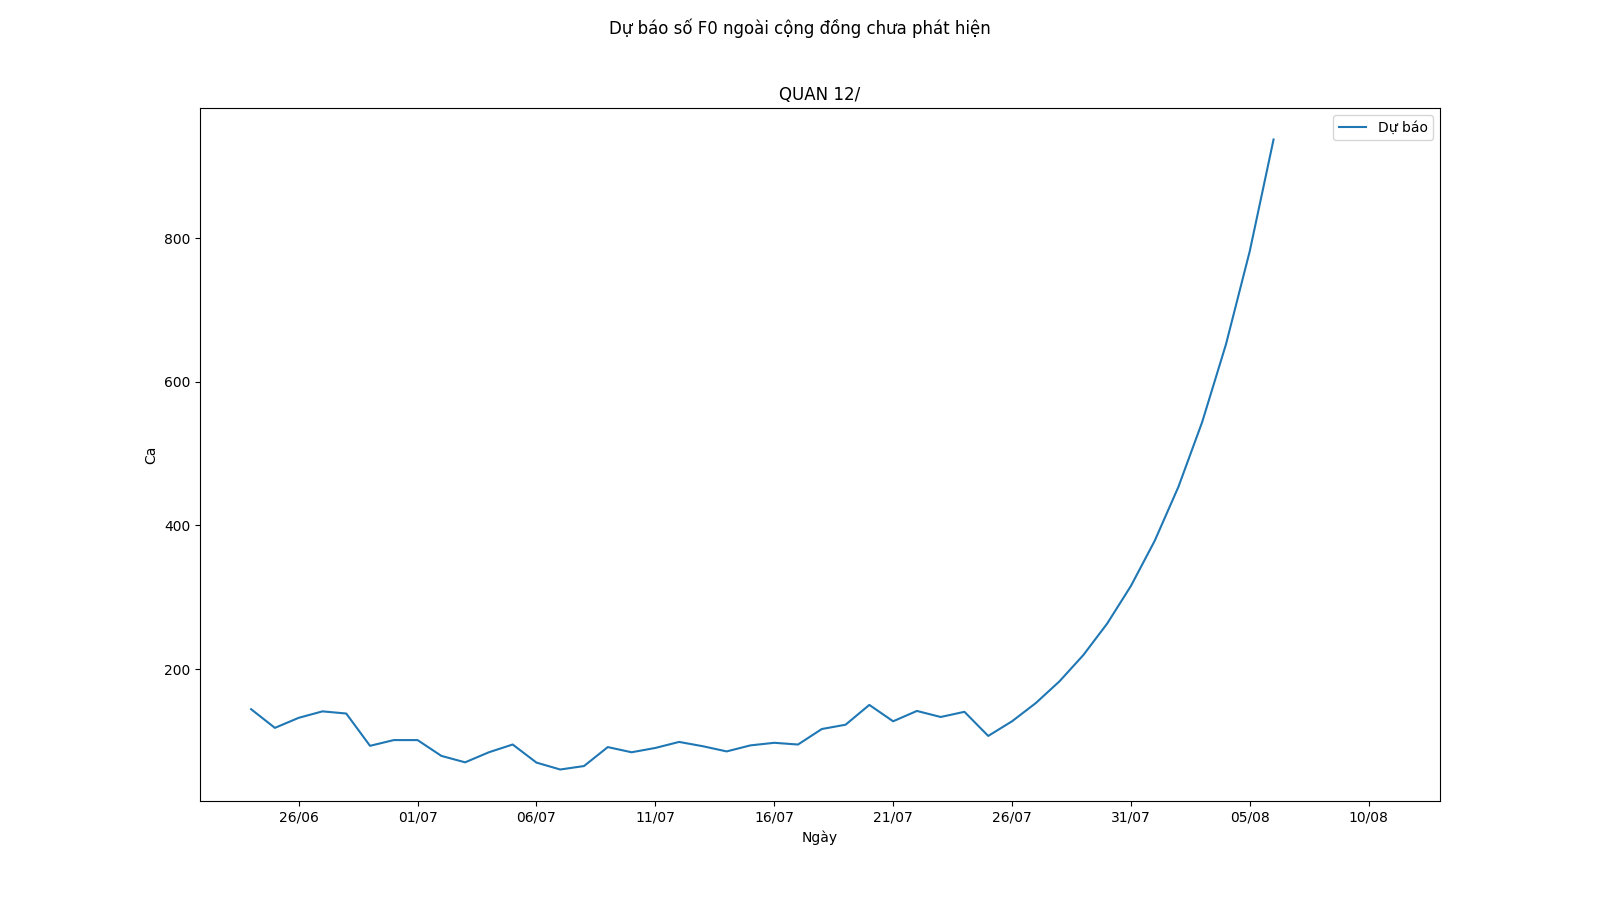 Dự báo số F0 ngoài cộng đồng chưa phát hiện
QUAN 12/
Dự báo
800
600
400
200
Ca
26/06 01/07 06/07 11/07 16/07 21/07 26/07 31/07 05/08 10/08
Ngày